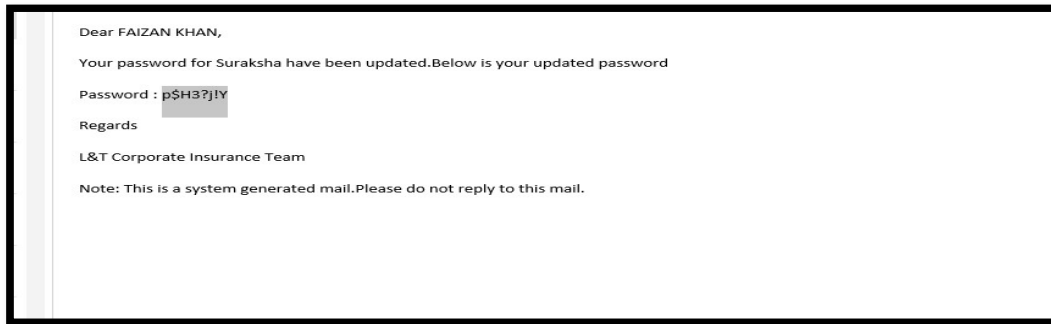 Dear FAIZAN KHAN,
Your password for Suraksha have been updated.Below is your updated password
Password : p$H3?j!Y
Regards
L&T Corporate Insurance Team
Note: This is a system generated mail.Please do not reply to this mail.